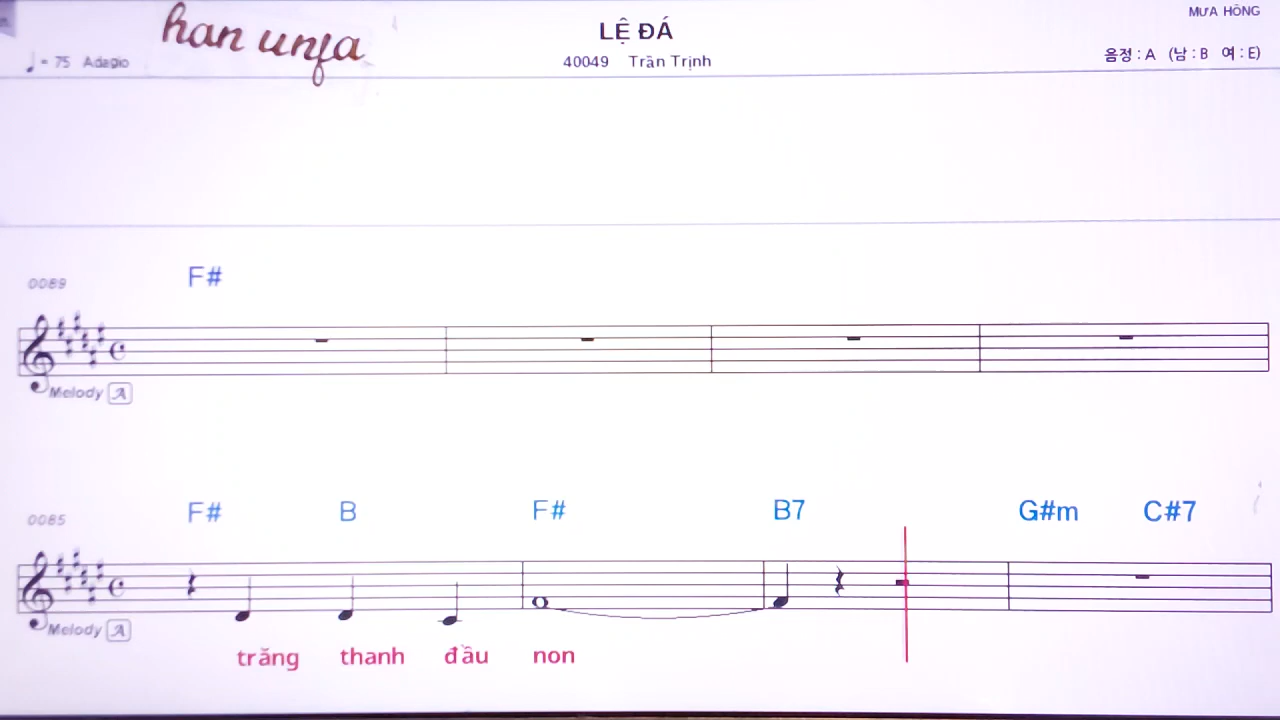 han unfa
LỆ ĐÁ
MƯA HỒNG
♩ = 75 Adagio
40049 Trần Trịnh
음정 : A (남 : B 여 : E)
0089
F#
Melody A
0085
F# B F# B7 G#m C#7
Melody A
trăng thanh đầu non